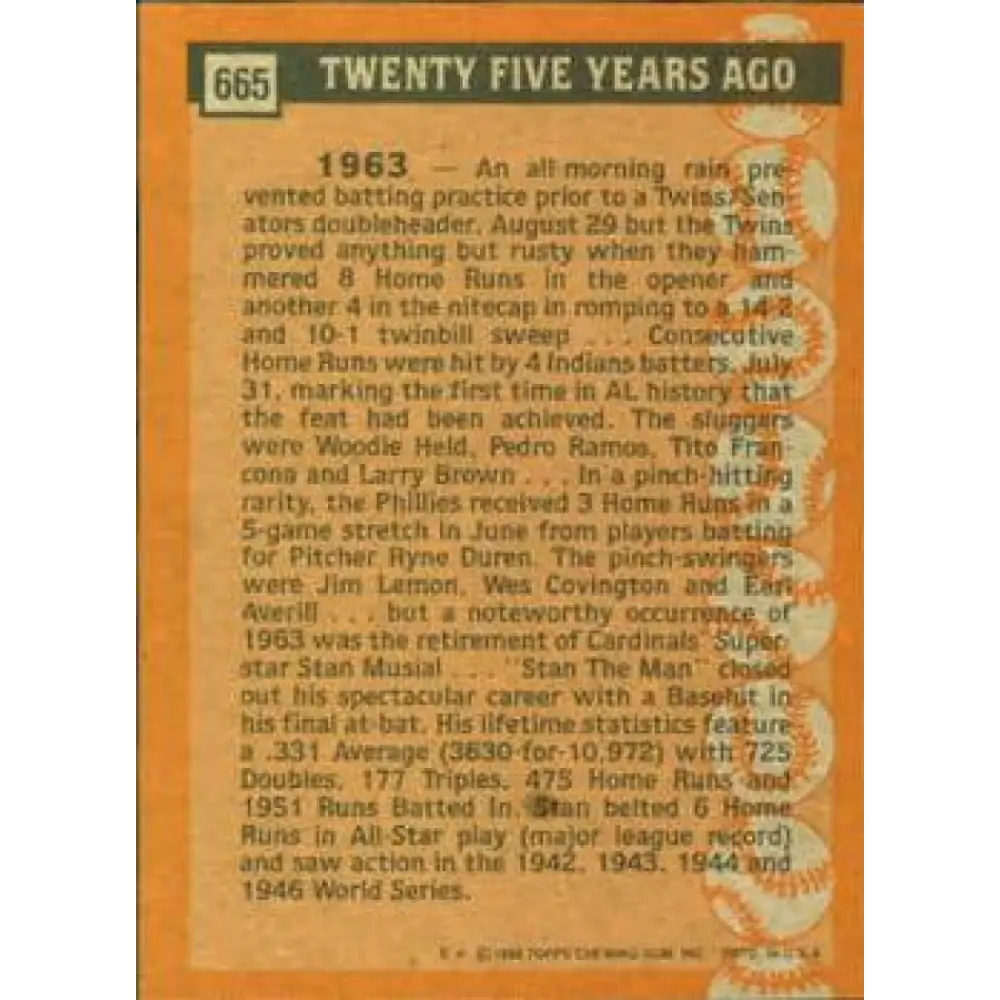 665
TWENTY FIVE YEARS AGO
1963 — An all-morning rain pre-
vented batting practice prior to a Twins/Sen-
ators doubleheader, August 29 but the Twins
proved anything but rusty when they ham-
mered 8 Home Runs in the opener and
another 4 in the nitecap in romping to a 14-2
and 10-1 twinbill sweep . . . Consecutive
Home Runs were hit by 4 Indians batters, July
31, marking the first time in AL history that
the feat had been achieved. The sluggers
were Woodie Held, Pedro Ramos, Tito Fran-
cona and Larry Brown . . . In a pinch-hitting
rarity, the Phillies received 3 Home Runs in a
5-game stretch in June from players batting
for Pitcher Ryne Duren. The pinch-swingers
were Jim Lemon, Wes Covington and Earl
Averill . . . but a noteworthy occurrence of
1963 was the retirement of Cardinals' Super-
star Stan Musial . . . "Stan The Man" closed
out his spectacular career with a Basehit in
his final at-bat. His lifetime statistics feature
a .331 Average (3630-for-10,972) with 725
Doubles, 177 Triples, 475 Home Runs and
1951 Runs Batted In. Stan belted 6 Home
Runs in All-Star play (major league record)
and saw action in the 1942, 1943, 1944 and
1946 World Series.
© 1988 TOPPS CHEWING GUM, INC. PRTD. IN U.S.A.